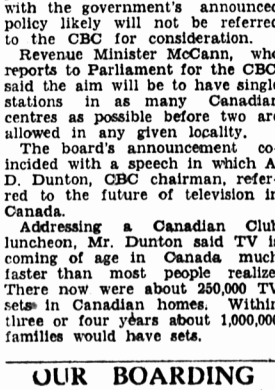 with the government's announced
policy likely will not be referred
to the CBC for consideration.
Revenue Minister McCann, who
reports to Parliament for the CBC
said the aim will be to have single
stations in as many Canadian
centres as possible before two are
allowed in any given locality.
The board's announcement co-
incided with a speech in which A.
D. Dunton, CBC chairman, refer-
red to the future of television in
Canada.
Addressing a Canadian Club
luncheon, Mr. Dunton said TV is
coming of age in Canada much
faster than most people realize.
There now were about 250,000 TV
sets in Canadian homes. Within
three or four years about 1,000,000
families would have sets.
OUR BOARDING